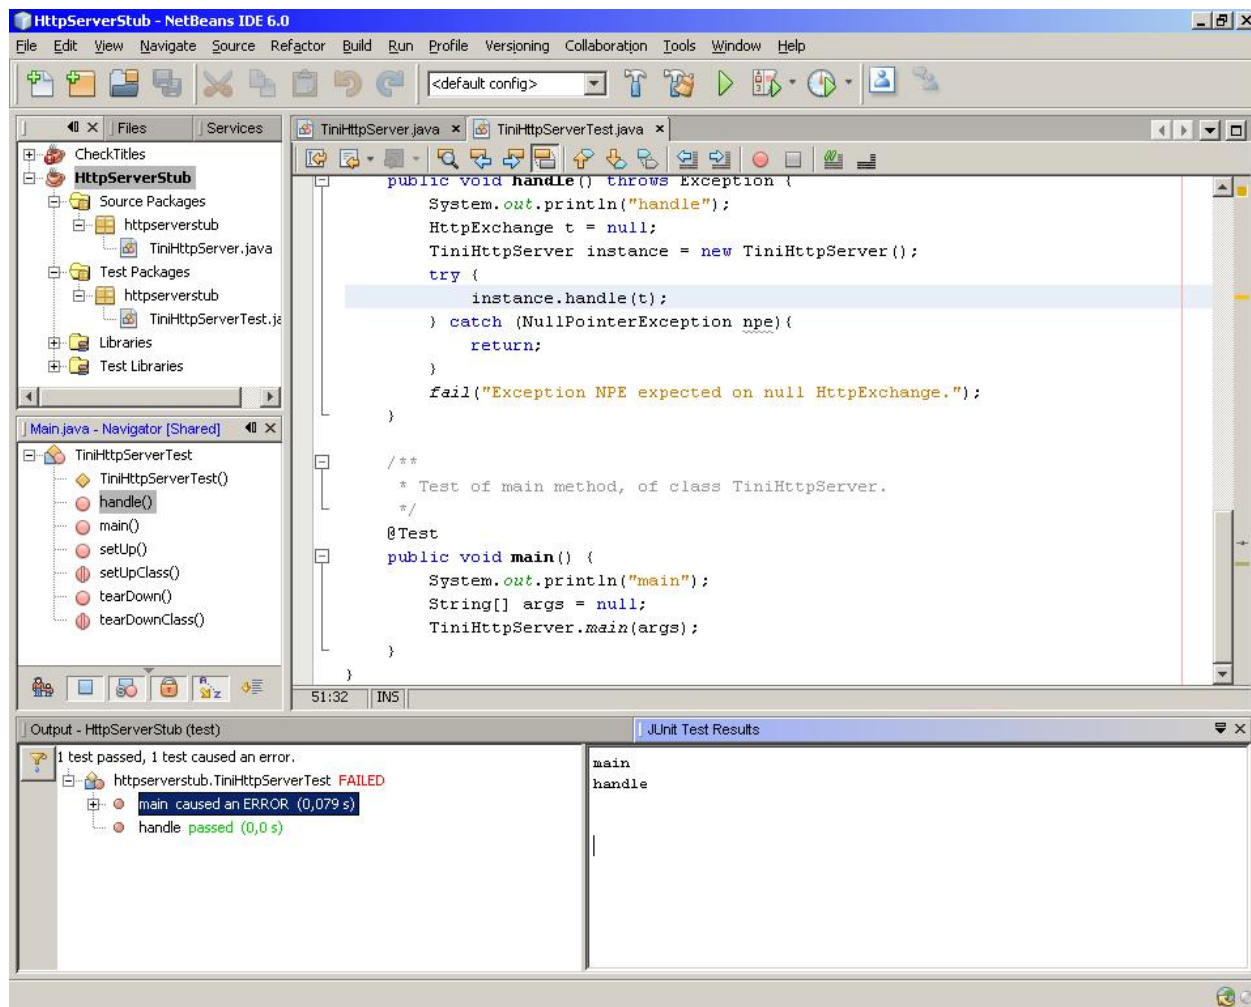 HttpServerStub - NetBeans IDE 6.0
File Edit View Navigate Source Refactor Build Run Profile Versioning Collaboration Tools Window Help
<default config>
Files Services
TiniHttpServer.java TiniHttpServerTest.java
CheckTitles
HttpServerStub
Source Packages
httpserverstub
TiniHttpServer.java
Test Packages
httpserverstub
TiniHttpServerTest.ja
Libraries
Test Libraries
Main.java - Navigator [Shared]
TiniHttpServerTest
TiniHttpServerTest()
handle()
main()
setUp()
setUpClass()
tearDown()
tearDownClass()
public void handle() throws Exception {
System.out.println("handle");
HttpExchange t = null;
TiniHttpServer instance = new TiniHttpServer();
try {
instance.handle(t);
} catch (NullPointerException npe){
return;
}
fail("Exception NPE expected on null HttpExchange.");
}
/**
* Test of main method, of class TiniHttpServer.
*/
@Test
public void main() {
System.out.println("main");
String[] args = null;
TiniHttpServer.main(args);
}
}
51:32 INS
Output - HttpServerStub (test)
JUnit Test Results
1 test passed, 1 test caused an error.
httpserverstub.TiniHttpServerTest FAILED
main caused an ERROR (0,079 s)
handle passed (0,0 s)
main
handle